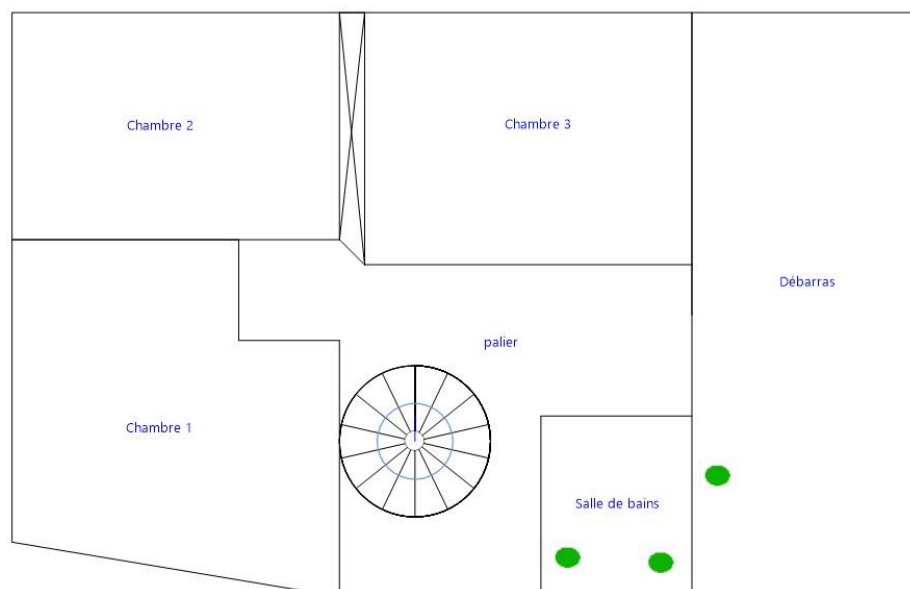 Chambre 2
Chambre 3
Débarras
palier
Chambre 1
Salle de bains